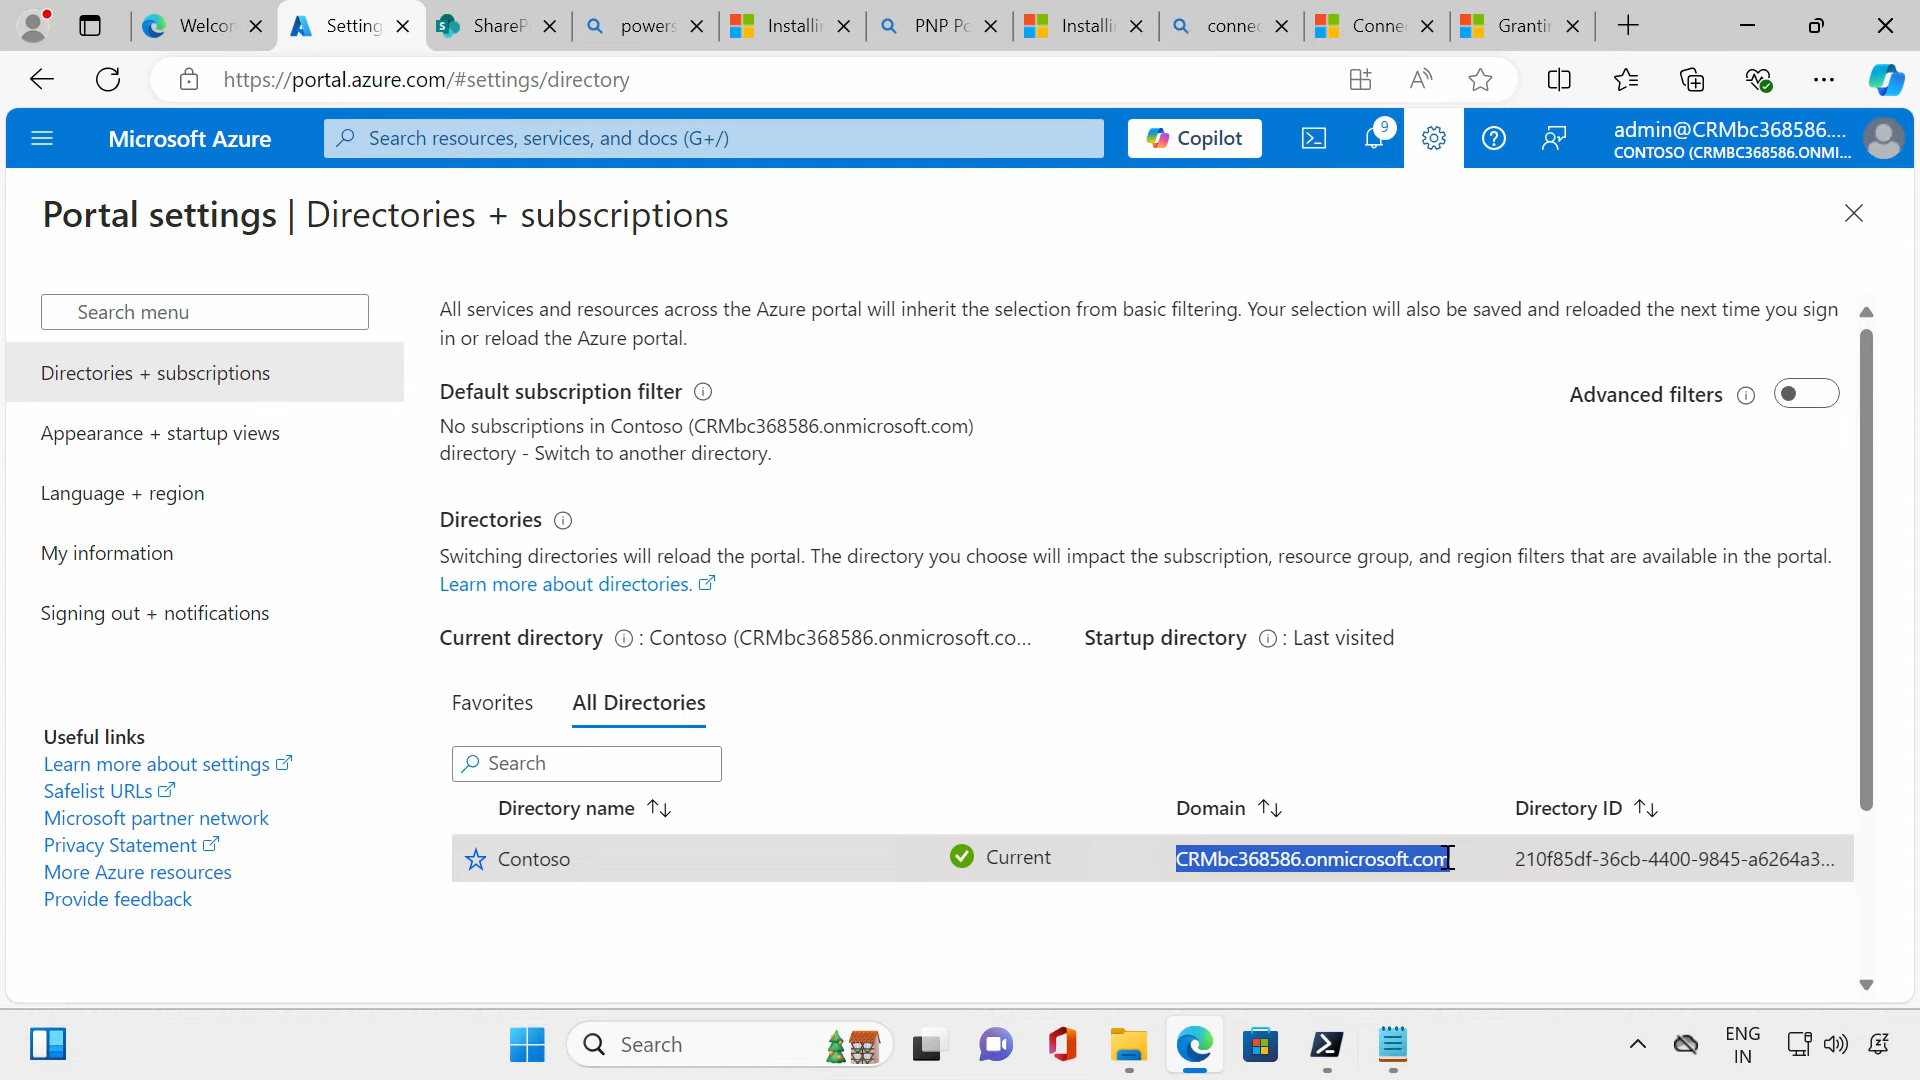 Welcor
Setting
ShareP
powers
Installin
PNP Po
Installin
connec
Connec
Grantin
https://portal.azure.com/#settings/directory
Microsoft Azure
Search resources, services, and docs (G+/)
Copilot
9
admin@CRMbc368586....
CONTOSO (CRMBC368586.ONMI...
Portal settings | Directories + subscriptions
Search menu
Directories + subscriptions
Appearance + startup views
Language + region
My information
Signing out + notifications
Useful links
Learn more about settings
Safelist URLs
Microsoft partner network
Privacy Statement
More Azure resources
Provide feedback
All services and resources across the Azure portal will inherit the selection from basic filtering. Your selection will also be saved and reloaded the next time you sign
in or reload the Azure portal.
Default subscription filter
Advanced filters
No subscriptions in Contoso (CRMbc368586.onmicrosoft.com)
directory - Switch to another directory.
Directories
Switching directories will reload the portal. The directory you choose will impact the subscription, resource group, and region filters that are available in the portal.
Learn more about directories.
Current directory : Contoso (CRMbc368586.onmicrosoft.co...
Startup directory : Last visited
Favorites
All Directories
Search
Directory name
Domain
Directory ID
Contoso
Current
CRMbc368586.onmicrosoft.com
210f85df-36cb-4400-9845-a6264a3...
Search
ENG
IN